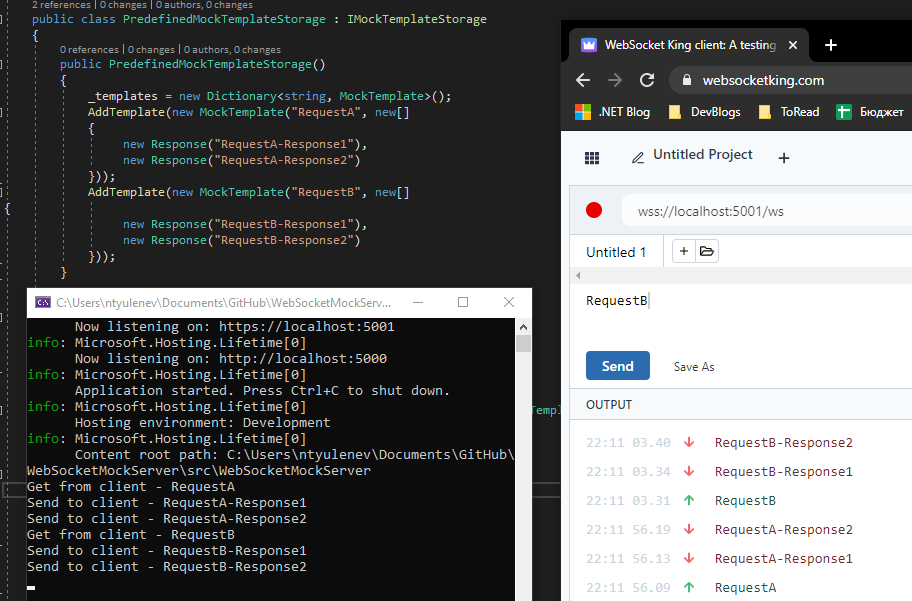 2 references | 0 changes | 0 authors, 0 changes
public class PredefinedMockTemplateStorage : IMockTemplateStorage
{
0 references | 0 changes | 0 authors, 0 changes
public PredefinedMockTemplateStorage()
{
_templates = new Dictionary<string, MockTemplate>();
AddTemplate(new MockTemplate("RequestA", new[]
{
new Response("RequestA-Response1"),
new Response("RequestA-Response2")
}));
AddTemplate(new MockTemplate("RequestB", new[]
{
new Response("RequestB-Response1"),
new Response("RequestB-Response2")
}));
}
C:\Users\ntyulenev\Documents\GitHub\WebSocketMockServ...
Now listening on: https://localhost:5001
info: Microsoft.Hosting.Lifetime[0]
Now listening on: http://localhost:5000
info: Microsoft.Hosting.Lifetime[0]
Application started. Press Ctrl+C to shut down.
info: Microsoft.Hosting.Lifetime[0]
Hosting environment: Development
info: Microsoft.Hosting.Lifetime[0]
Content root path: C:\Users\ntyulenev\Documents\GitHub\
WebSocketMockServer\src\WebSocketMockServer
Get from client - RequestA
Send to client - RequestA-Response1
Send to client - RequestA-Response2
Get from client - RequestB
Send to client - RequestB-Response1
Send to client - RequestB-Response2
Templ
WebSocket King client: A testing
websocketking.com
.NET Blog DevBlogs ToRead Бюджет
Untitled Project
wss://localhost:5001/ws
Untitled 1
RequestB
Send Save As
OUTPUT
22:11 03.40 ↓ RequestB-Response2
22:11 03.34 ↓ RequestB-Response1
22:11 03.31 ↑ RequestB
22:11 56.19 ↓ RequestA-Response2
22:11 56.13 ↓ RequestA-Response1
22:11 56.09 ↑ RequestA